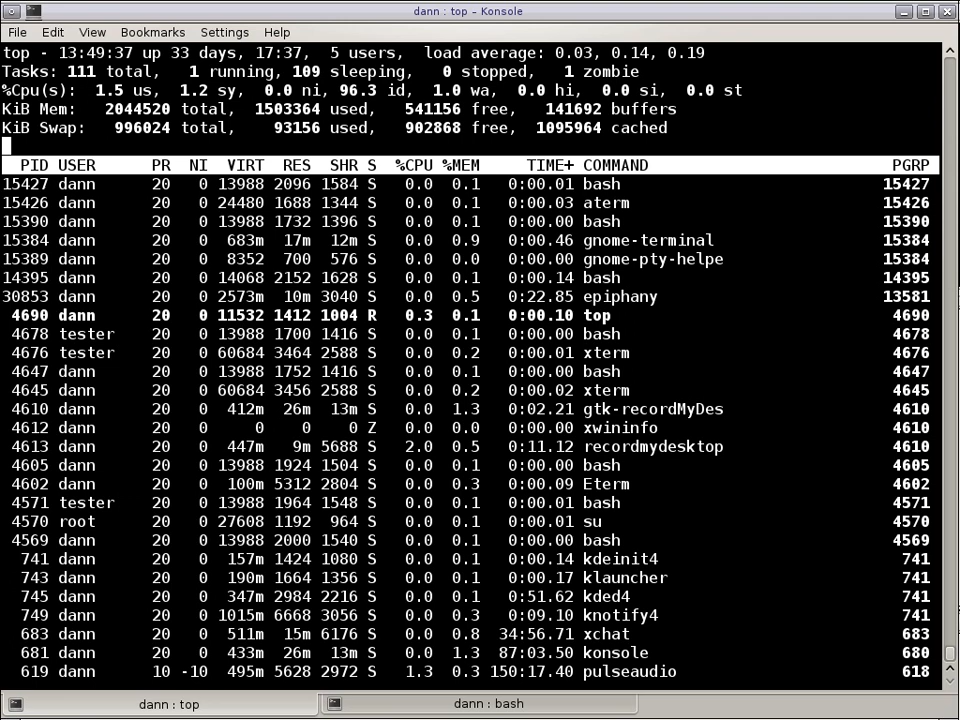 dann : top - Konsole
File Edit View Bookmarks Settings Help
top - 13:49:37 up 33 days, 17:37, 5 users, load average: 0.03, 0.14, 0.19
Tasks: 111 total, 1 running, 109 sleeping, 0 stopped, 1 zombie
%Cpu(s): 1.5 us, 1.2 sy, 0.0 ni, 96.3 id, 1.0 wa, 0.0 hi, 0.0 si, 0.0 st
KiB Mem: 2044520 total, 1503364 used, 541156 free, 141692 buffers
KiB Swap: 996024 total, 93156 used, 902868 free, 1095964 cached
PID USER PR NI VIRT RES SHR S %CPU %MEM TIME+ COMMAND PGRP
15427 dann 20 0 13988 2096 1584 S 0.0 0.1 0:00.01 bash 15427
15426 dann 20 0 24480 1688 1344 S 0.0 0.1 0:00.03 aterm 15426
15390 dann 20 0 13988 1732 1396 S 0.0 0.1 0:00.00 bash 15390
15384 dann 20 0 683m 17m 12m S 0.0 0.9 0:00.46 gnome-terminal 15384
15389 dann 20 0 8352 700 576 S 0.0 0.0 0:00.00 gnome-pty-helpe 15384
14395 dann 20 0 14068 2152 1628 S 0.0 0.1 0:00.14 bash 14395
30853 dann 20 0 2573m 10m 3040 S 0.0 0.5 0:22.85 epiphany 13581
4690 dann 20 0 11532 1412 1004 R 0.3 0.1 0:00.10 top 4690
4678 tester 20 0 13988 1700 1416 S 0.0 0.1 0:00.00 bash 4678
4676 tester 20 0 60684 3464 2588 S 0.0 0.2 0:00.01 xterm 4676
4647 dann 20 0 13988 1752 1416 S 0.0 0.1 0:00.00 bash 4647
4645 dann 20 0 60684 3456 2588 S 0.0 0.2 0:00.02 xterm 4645
4610 dann 20 0 412m 26m 13m S 0.0 1.3 0:02.21 gtk-recordMyDes 4610
4612 dann 20 0 0 0 0 Z 0.0 0.0 0:00.00 xwininfo 4610
4613 dann 20 0 447m 9m 5688 S 2.0 0.5 0:11.12 recordmydesktop 4610
4605 dann 20 0 13988 1924 1504 S 0.0 0.1 0:00.00 bash 4605
4602 dann 20 0 100m 5312 2804 S 0.0 0.3 0:00.09 Eterm 4602
4571 tester 20 0 13988 1964 1548 S 0.0 0.1 0:00.01 bash 4571
4570 root 20 0 27608 1192 964 S 0.0 0.1 0:00.01 su 4570
4569 dann 20 0 13988 2000 1540 S 0.0 0.1 0:00.00 bash 4569
741 dann 20 0 157m 1424 1080 S 0.0 0.1 0:00.14 kdeinit4 741
743 dann 20 0 190m 1664 1356 S 0.0 0.1 0:00.17 klauncher 741
745 dann 20 0 347m 2984 2216 S 0.0 0.1 0:51.62 kded4 741
749 dann 20 0 1015m 6668 3056 S 0.0 0.3 0:09.10 knotify4 741
683 dann 20 0 511m 15m 6176 S 0.0 0.8 34:56.71 xchat 683
681 dann 20 0 433m 26m 13m S 0.0 1.3 87:03.50 konsole 680
619 dann 10 -10 495m 5628 2972 S 1.3 0.3 150:17.40 pulseaudio 618
dann : top dann : bash